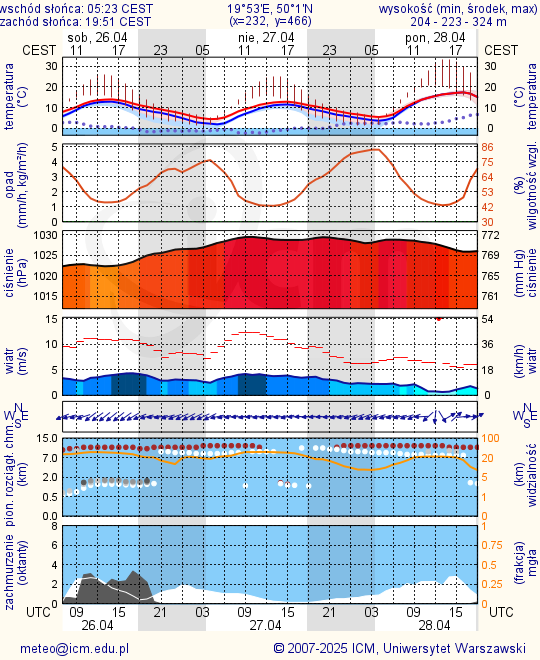 wschód słońca: 05:23 CEST
zachód słońca: 19:51 CEST
19°53'E, 50°1'N
(x=232, y=466)
wysokość (min, środek, max)
204 - 223 - 324 m
sob, 26.04 nie, 27.04 pon, 28.04
CEST 11 17 23 05 11 17 23 05 11 17 CEST
temperatura
(°C)
30
20
10
0
30
20
10
0
(°C)
temperatura
opad
(mm/h, kg/m²/h)
5
4
3
2
1
0
86
75
64
53
42
30
(%)
wilgotność wzgl.
ciśnienie
(hPa)
1030
1025
1020
1015
772
769
765
761
(mm Hg)
ciśnienie
wiatr
(m/s)
15
10
5
0
54
36
18
0
(km/h)
wiatr
N
W E
S
N
W E
S
pion. rozciągł. chm.
(km)
15.0
7.0
2.0
0.5
0.0
100
20
5
1
0
(km)
widzialność
zachmurzenie
(oktanty)
8
6
4
2
0
1
0.75
0.5
0.25
0
(frakcja)
mgła
UTC 09 15 21 03 09 15 21 03 09 15 UTC
26.04 27.04 28.04
meteo@icm.edu.pl
© 2007-2025 ICM, Uniwersytet Warszawski